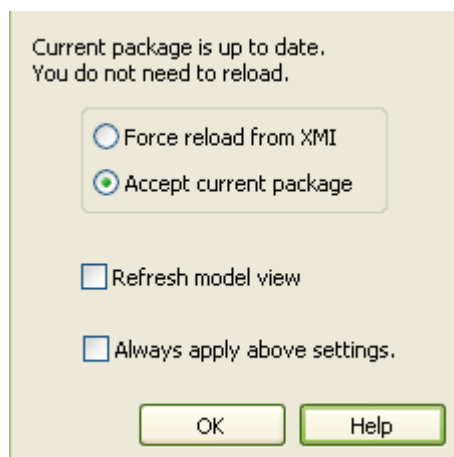 Current package is up to date.
You do not need to reload.
Force reload from XMI
Accept current package
Refresh model view
Always apply above settings.
OK
Help